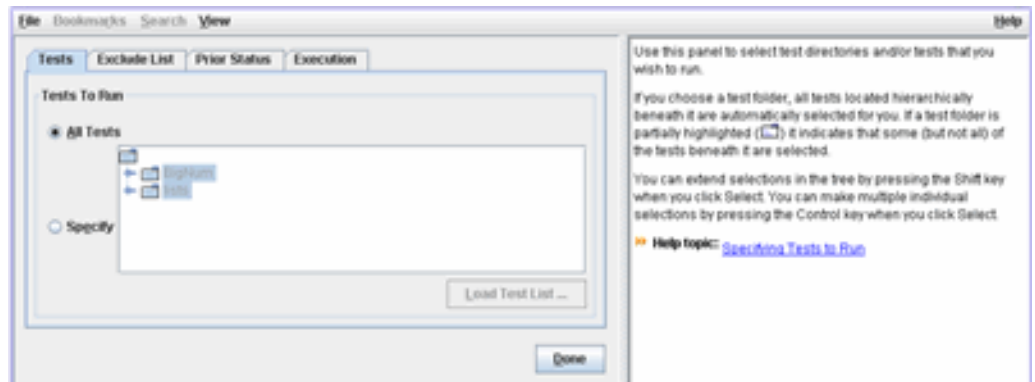 File Bookmarks Search View Help
Tests Exclude List Prior Status Execution
Tests To Run
All Tests
BigNum
lists
Specify
Load Test List ...
Done
Use this panel to select test directories and/or tests that you
wish to run.
If you choose a test folder, all tests located hierarchically
beneath it are automatically selected for you. If a test folder is
partially highlighted ( ) it indicates that some (but not all) of
the tests beneath it are selected.
You can extend selections in the tree by pressing the Shift key
when you click Select. You can make multiple individual
selections by pressing the Control key when you click Select.
Help topic: Specifying Tests to Run